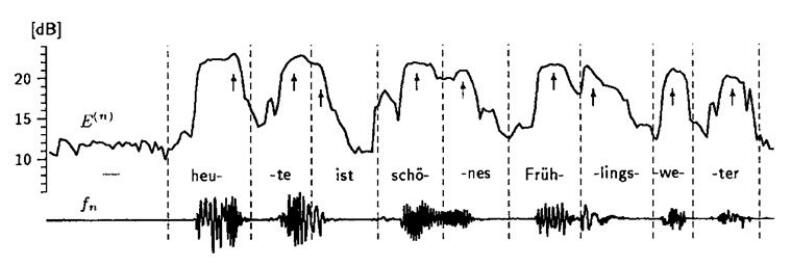 [dB]
20
E(n)
15
10
— heu- -te ist schö- -nes Früh- -lings- -we- -ter
fn